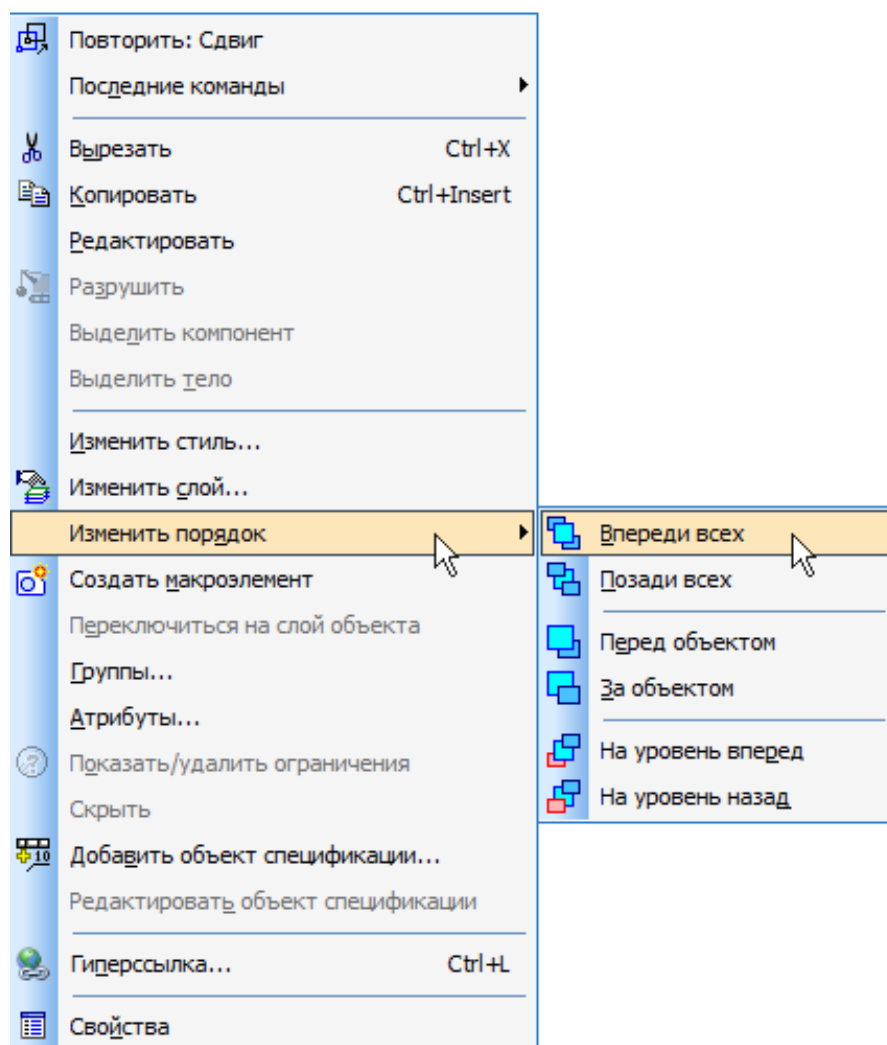 Повторить: Сдвиг
Последние команды
Вырезать Ctrl+X
Копировать Ctrl+Insert
Редактировать
Разрушить
Выделить компонент
Выделить тело
Изменить стиль...
Изменить слой...
Изменить порядок
Впереди всех
Создать макроэлемент
Позади всех
Переключиться на слой объекта
Перед объектом
Группы...
За объектом
Атрибуты...
Показать/удалить ограничения
На уровень вперед
Скрыть
На уровень назад
10
Добавить объект спецификации...
Редактировать объект спецификации
Гиперссылка... Ctrl+L
Свойства